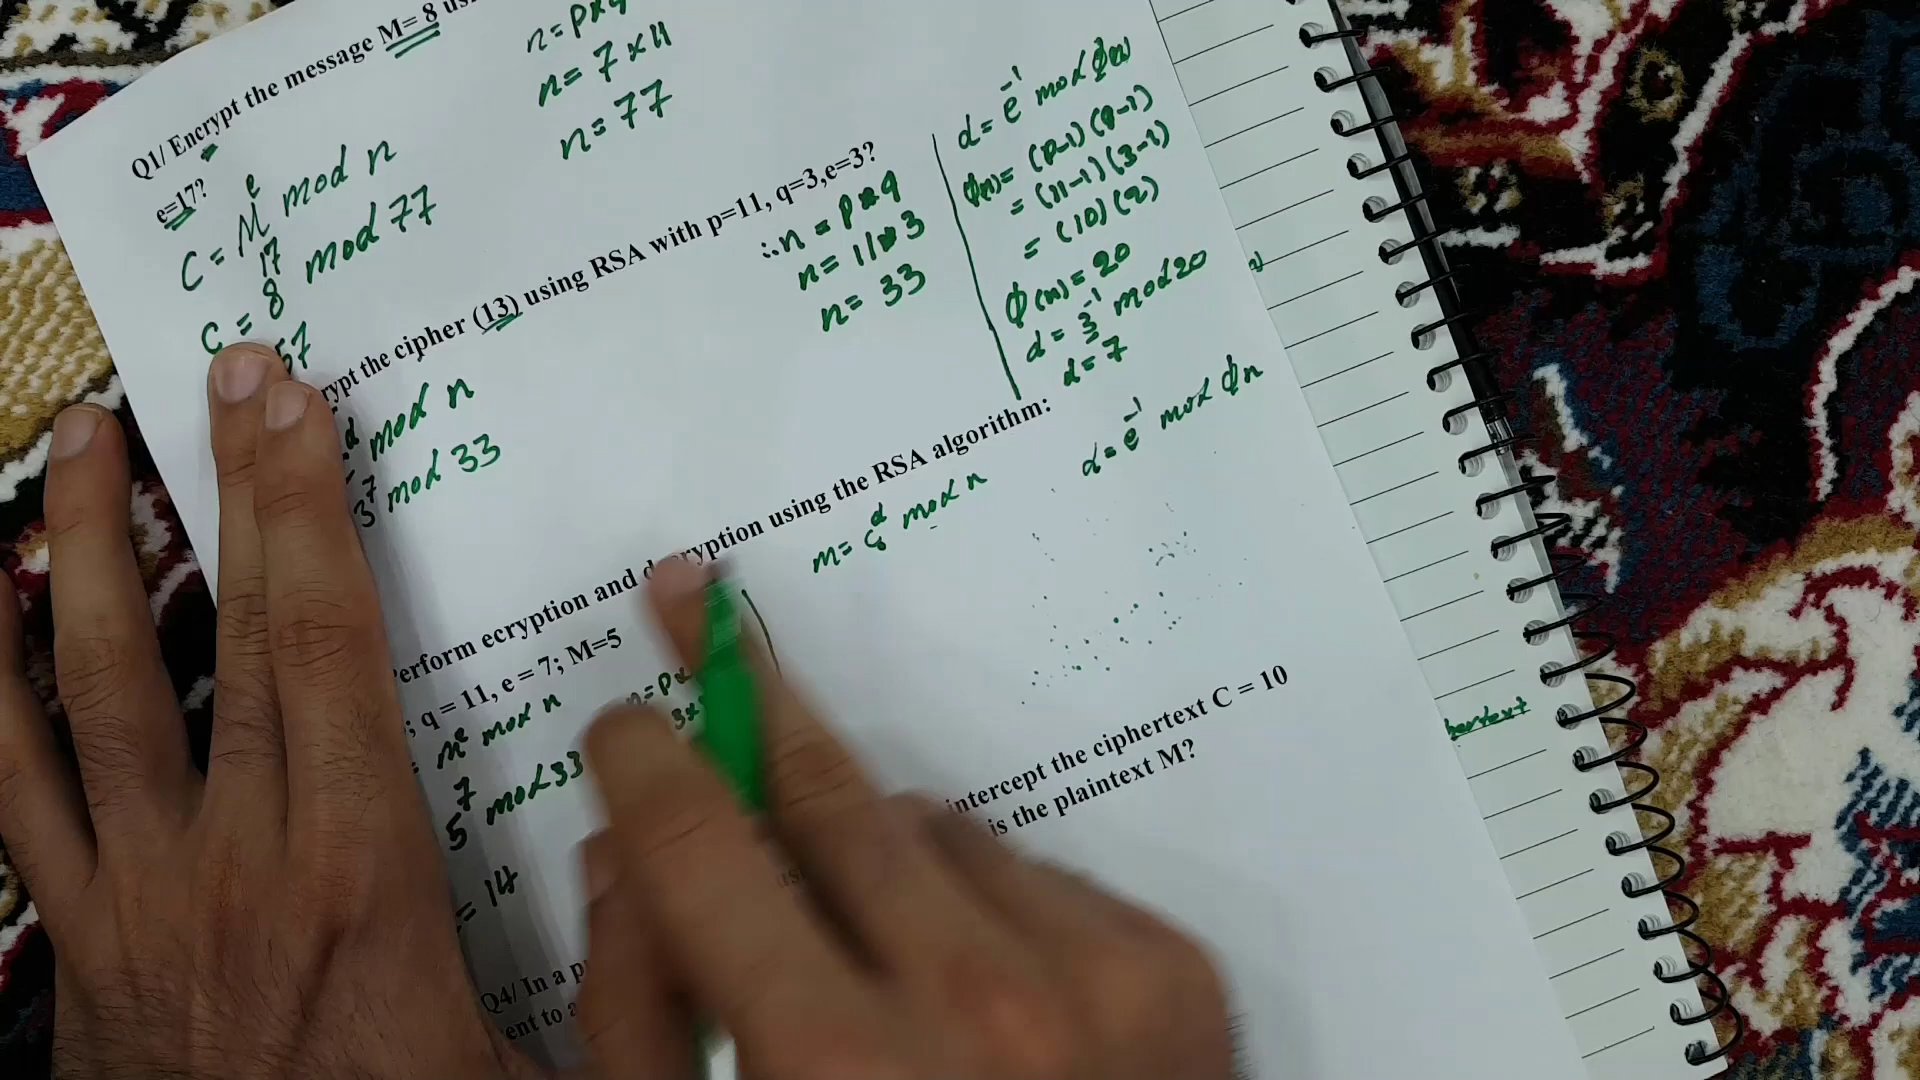 Q1/ Encrypt the message M= 8
e=17?
n= p*q
n= 7 * 11
n= 77
C= M^e mod n
C= 8^17 mod 77
57
rypt the cipher (13) using RSA with p=11, q=3,e=3?
∴n = p*q
n= 11*3
n= 33
d= e^-1 mod ϕ(n)
ϕ(n)= (p-1)(q-1)
= (11-1)(3-1)
= (10)(2)
ϕ(n)= 20
d= 3^-1 mod 20
d= 7
d mod n
3^7 mod 33
erform ecryption and decryption using the RSA algorithm:
; q = 11, e = 7; M=5
m= c^d mod n
d= e^-1 mod ϕn
= m^e mod n
5^7 mod 33
= 14
n= p*
3*
intercept the ciphertext C = 10
is the plaintext M?
Q4/ In a p
ent to a